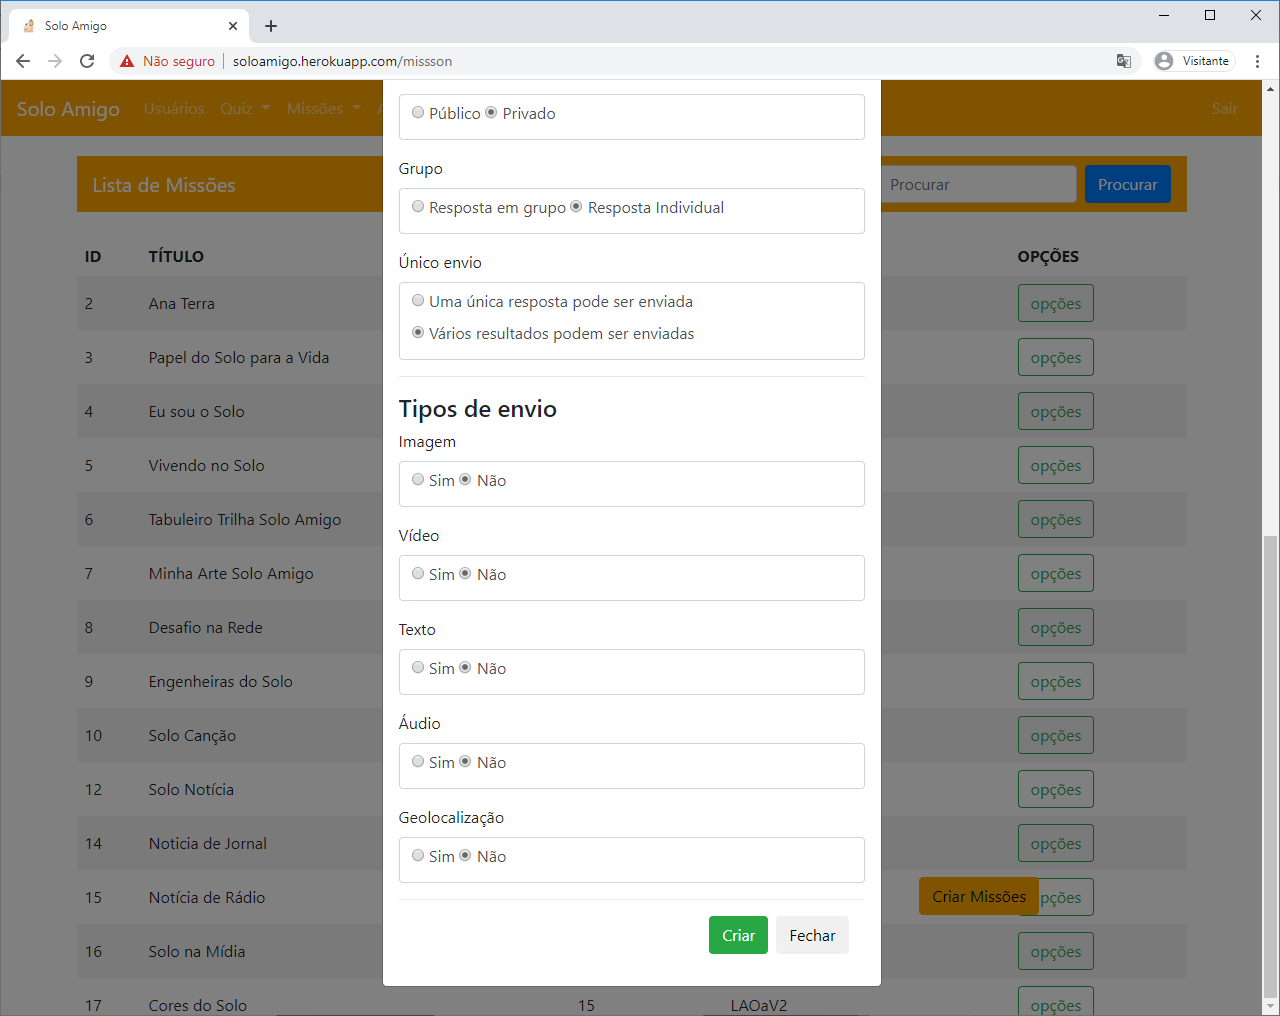 Solo Amigo
Não seguro
soloamigo.herokuapp.com/missson
Visitante
Solo Amigo Usuários Quiz Missões Sair
Público Privado
Lista de Missões
Procurar Procurar
Grupo
Resposta em grupo Resposta Individual
ID TÍTULO OPÇÕES
Único envio
Uma única resposta pode ser enviada
Vários resultados podem ser enviadas
2 Ana Terra opções
3 Papel do Solo para a Vida opções
4 Eu sou o Solo opções
5 Vivendo no Solo opções
6 Tabuleiro Trilha Solo Amigo opções
7 Minha Arte Solo Amigo opções
8 Desafio na Rede opções
9 Engenheiras do Solo opções
10 Solo Canção opções
12 Solo Notícia opções
14 Noticia de Jornal opções
15 Notícia de Rádio pções
16 Solo na Mídia opções
17 Cores do Solo 15 LAOaV2 opções
Tipos de envio
Imagem
Sim Não
Vídeo
Sim Não
Texto
Sim Não
Áudio
Sim Não
Geolocalização
Sim Não
Criar Missões
Criar Fechar